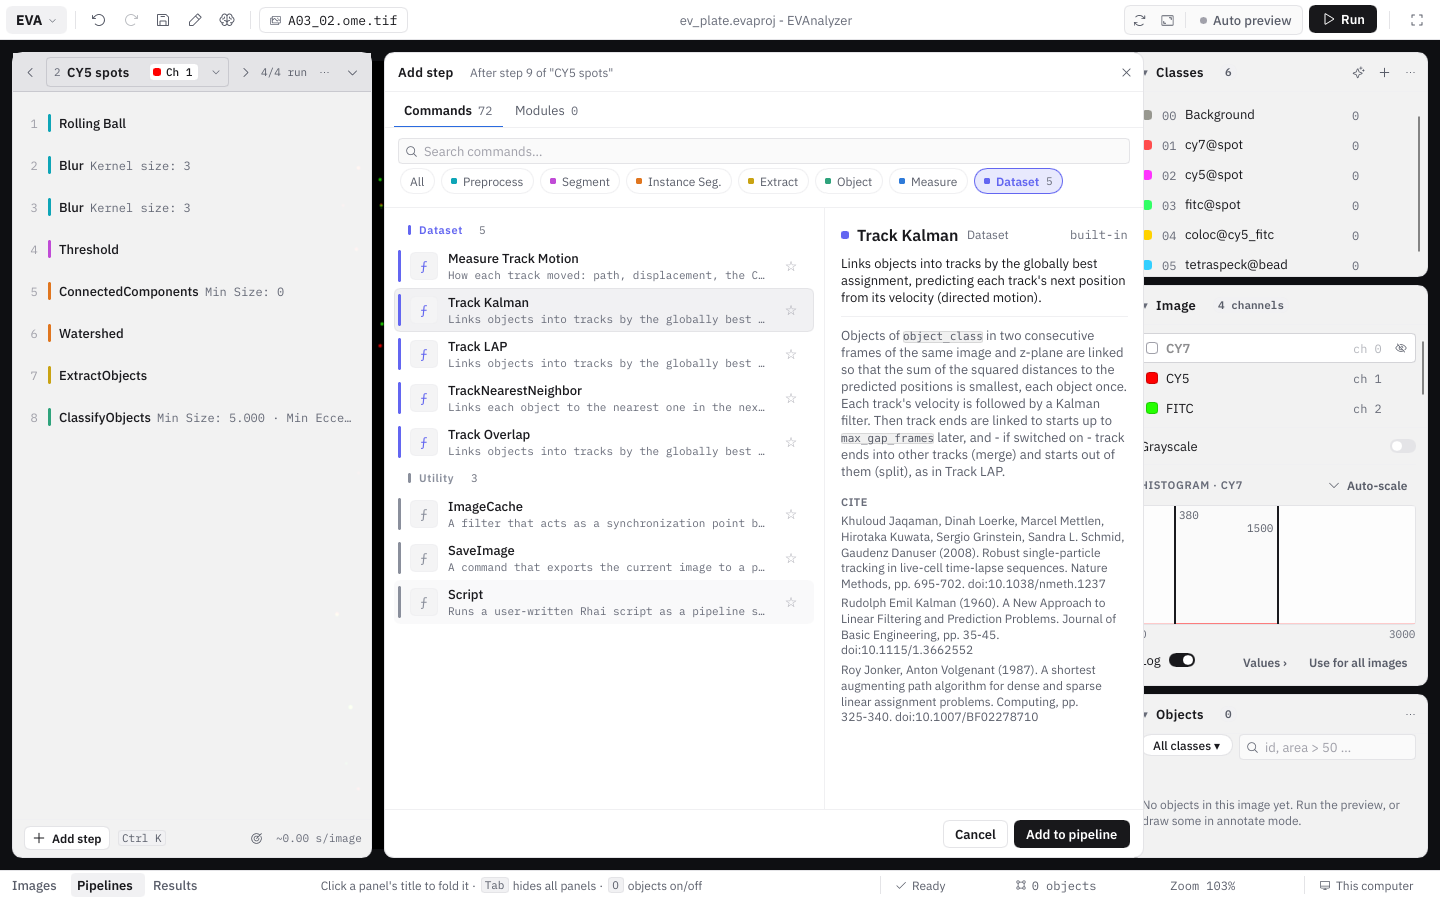 EVA
A03_02.ome.tif
ev_plate.evaproj - EVAnalyzer
Auto preview
Run
2 CY5 spots Ch 1
4/4 run
1 Rolling Ball
2 Blur Kernel size: 3
3 Blur Kernel size: 3
4 Threshold
5 ConnectedComponents Min Size: 0
6 Watershed
7 ExtractObjects
8 ClassifyObjects Min Size: 5.000 · Min Ecce…
Add step Ctrl K
~0.00 s/image
Add step After step 9 of "CY5 spots"
Commands 72
Modules 0
Search commands...
All
Preprocess
Segment
Instance Seg.
Extract
Object
Measure
Dataset 5
Dataset 5
Measure Track Motion
How each track moved: path, displacement, the C…
Track Kalman
Links objects into tracks by the globally best …
Track LAP
Links objects into tracks by the globally best …
TrackNearestNeighbor
Links each object to the nearest one in the nex…
Track Overlap
Links objects into tracks by the globally best …
Utility 3
ImageCache
A filter that acts as a synchronization point b…
SaveImage
A command that exports the current image to a p…
Script
Runs a user-written Rhai script as a pipeline s…
Track Kalman Dataset built-in
Links objects into tracks by the globally best
assignment, predicting each track's next position
from its velocity (directed motion).
Objects of object_class in two consecutive
frames of the same image and z-plane are linked
so that the sum of the squared distances to the
predicted positions is smallest, each object once.
Each track's velocity is followed by a Kalman
filter. Then track ends are linked to starts up to
max_gap_frames later, and - if switched on - track
ends into other tracks (merge) and starts out of
them (split), as in Track LAP.
CITE
Khuloud Jaqaman, Dinah Loerke, Marcel Mettlen,
Hirotaka Kuwata, Sergio Grinstein, Sandra L. Schmid,
Gaudenz Danuser (2008). Robust single-particle
tracking in live-cell time-lapse sequences. Nature
Methods, pp. 695-702. doi:10.1038/nmeth.1237
Rudolph Emil Kalman (1960). A New Approach to
Linear Filtering and Prediction Problems. Journal of
Basic Engineering, pp. 35-45.
doi:10.1115/1.3662552
Roy Jonker, Anton Volgenant (1987). A shortest
augmenting path algorithm for dense and sparse
linear assignment problems. Computing, pp.
325-340. doi:10.1007/BF02278710
Cancel
Add to pipeline
Classes 6
00 Background 0
01 cy7@spot 0
02 cy5@spot 0
03 fitc@spot 0
04 coloc@cy5_fitc 0
05 tetraspeck@bead 0
Image 4 channels
CY7 ch 0
CY5 ch 1
FITC ch 2
Grayscale
HISTOGRAM · CY7
Auto-scale
380
1500
0 3000
Log
Values ›
Use for all images
Objects 0
All classes ▾
id, area > 50 ...
No objects in this image yet. Run the preview, or
draw some in annotate mode.
Images
Pipelines
Results
Click a panel's title to fold it · Tab hides all panels · O objects on/off
Ready
0 objects
Zoom 103%
This computer